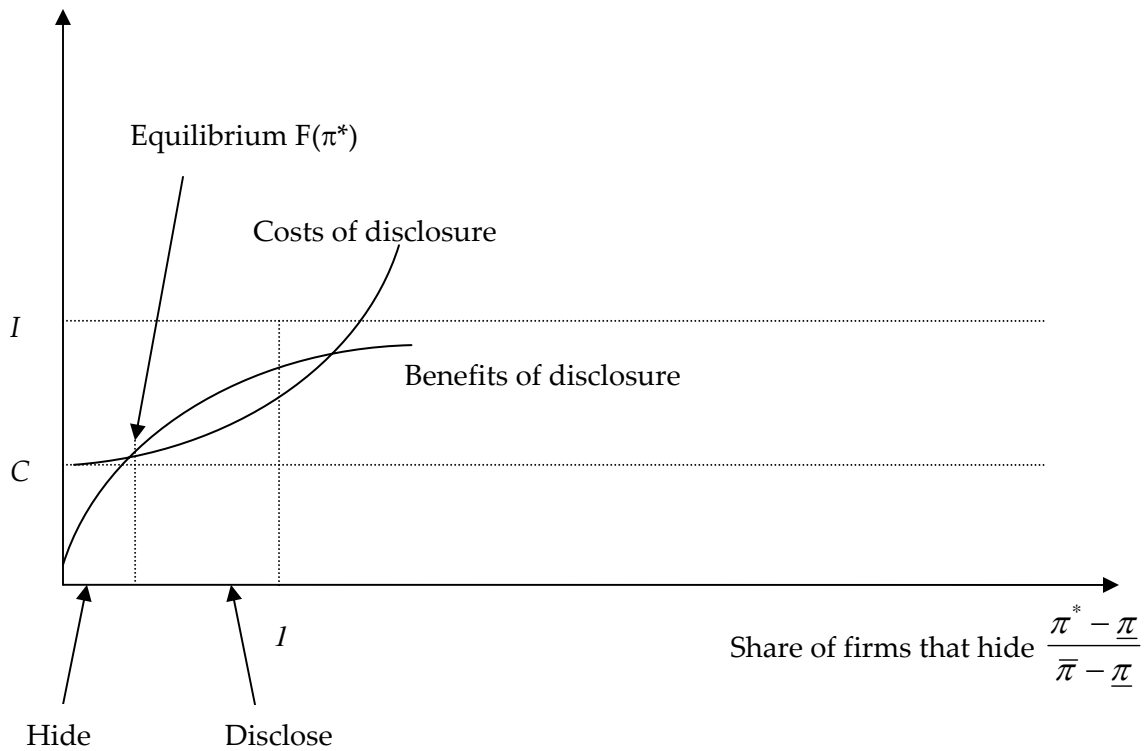 Equilibrium F(π*)
Costs of disclosure
I
Benefits of disclosure
C
1
Share of firms that hide (π* − π̲) / (π̅ − π̲)
Hide
Disclose